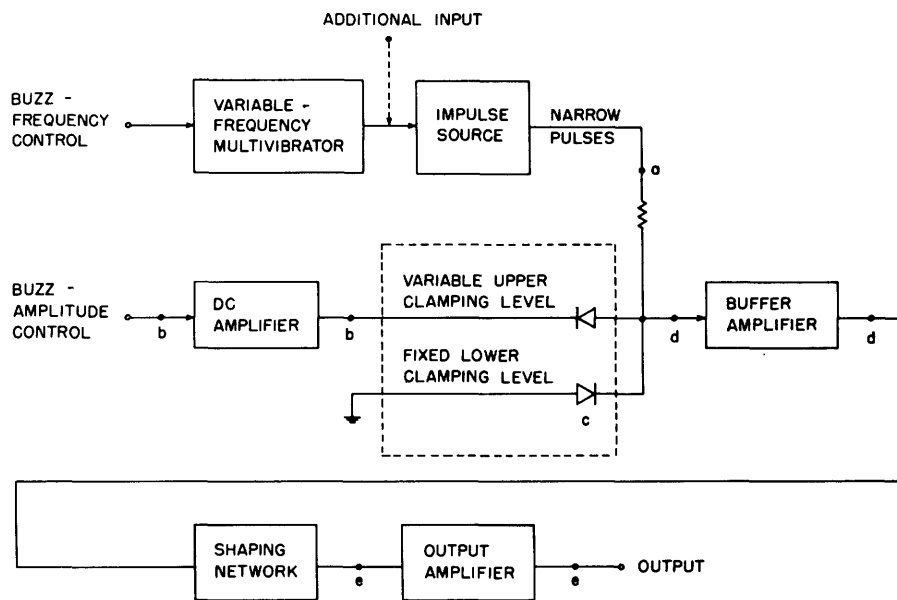 ADDITIONAL INPUT
BUZZ -
FREQUENCY
CONTROL
VARIABLE -
FREQUENCY
MULTIVIBRATOR
IMPULSE
SOURCE
NARROW
PULSES
a
BUZZ -
AMPLITUDE
CONTROL
b
DC
AMPLIFIER
b
VARIABLE UPPER
CLAMPING LEVEL
FIXED LOWER
CLAMPING LEVEL
c
d
BUFFER
AMPLIFIER
d
SHAPING
NETWORK
e
OUTPUT
AMPLIFIER
e
OUTPUT